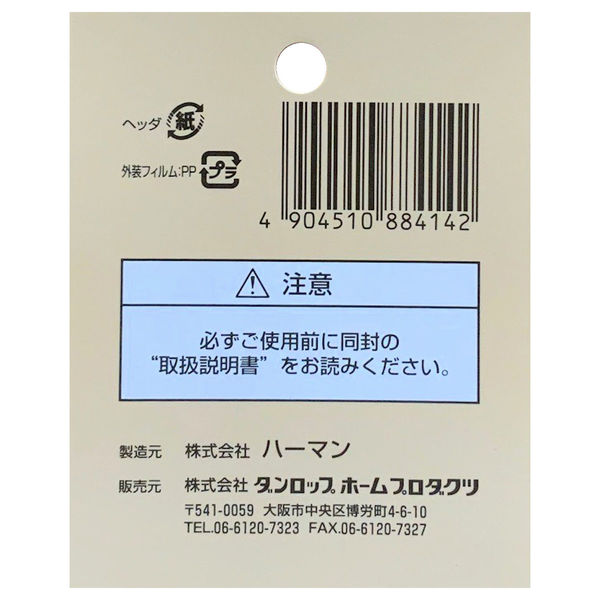 ヘッダ 紙
外装フィルム:PP プラ
4 904510 884142
注意
必ずご使用前に同封の
“取扱説明書”をお読みください。
製造元 株式会社 ハーマン
販売元 株式会社 ダンロップ ホームプロダクツ
〒541-0059 大阪市中央区博労町4-6-10
TEL.06-6120-7323 FAX.06-6120-7327